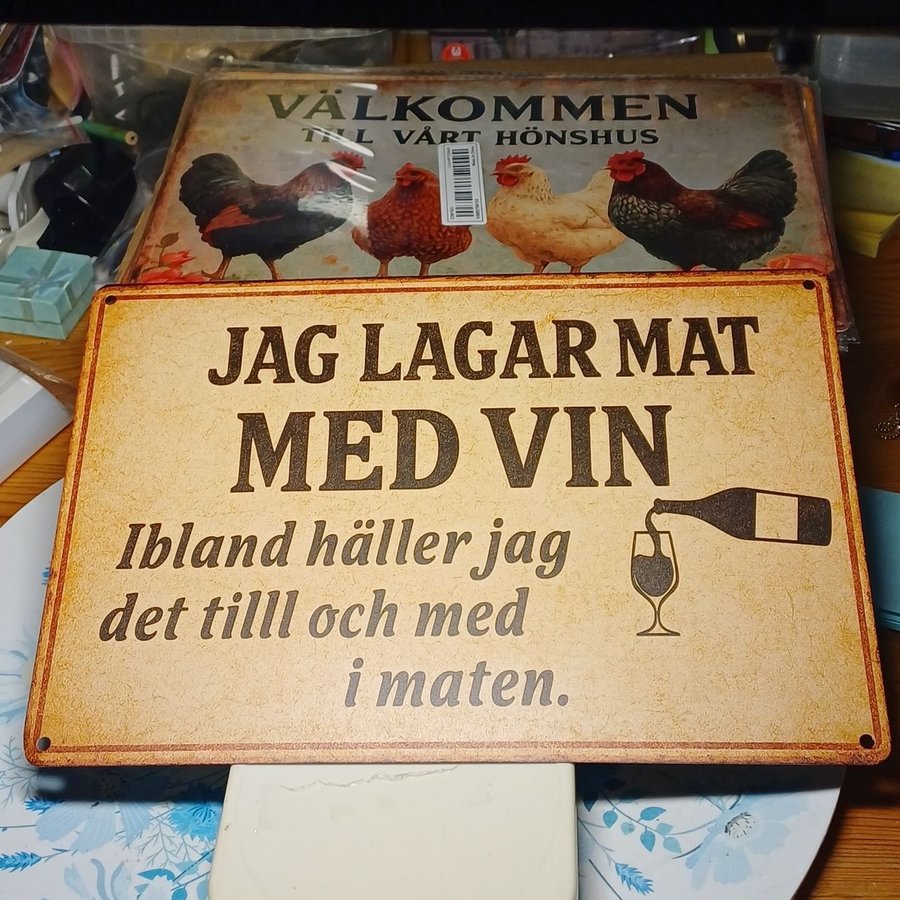 VÄLKOMMEN
TILL VÅRT HÖNSHUS
JAG LAGAR MAT
MED VIN
Ibland häller jag
det tilll och med
i maten.